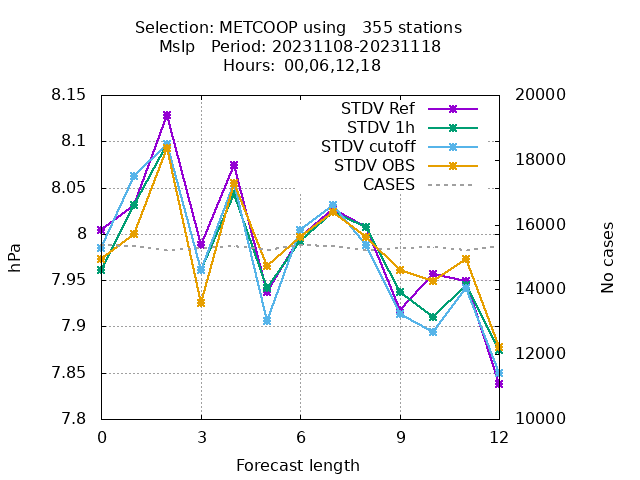 Selection: METCOOP using   355 stations
Mslp   Period: 20231108-20231118
Hours: 00,06,12,18
8.15
8.1
8.05
8
7.95
7.9
7.85
7.8
20000
18000
16000
14000
12000
10000
STDV Ref
STDV 1h
STDV cutoff
STDV OBS
CASES
hPa
No cases
0
3
6
9
12
Forecast length